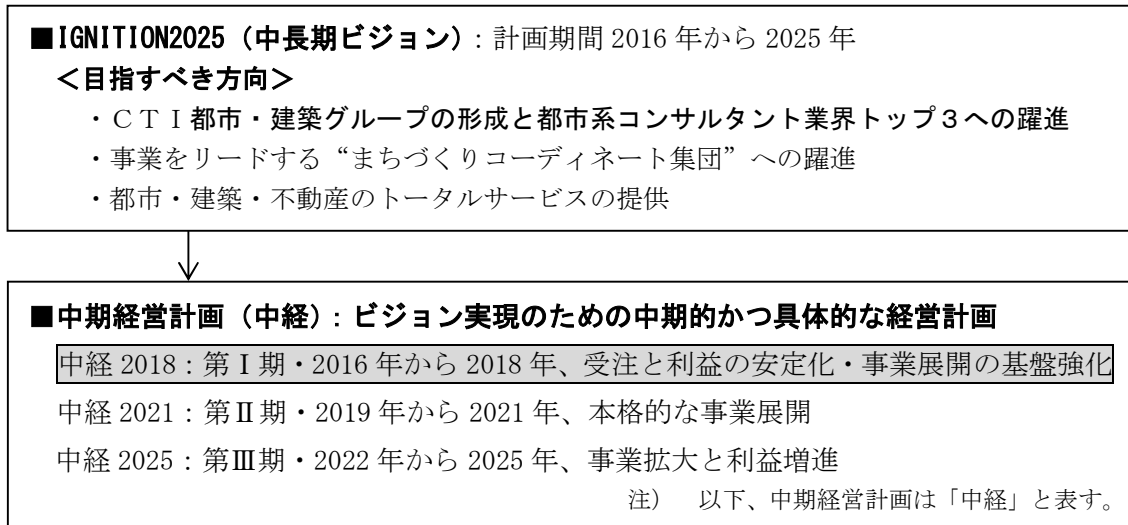 ■IGNITION2025（中長期ビジョン）：計画期間 2016 年から 2025 年
＜目指すべき方向＞
・ＣＴＩ都市・建築グループの形成と都市系コンサルタント業界トップ３への躍進
・事業をリードする“まちづくりコーディネート集団”への躍進
・都市・建築・不動産のトータルサービスの提供
■中期経営計画（中経）：ビジョン実現のための中期的かつ具体的な経営計画
中経 2018：第Ⅰ期・2016 年から 2018 年、受注と利益の安定化・事業展開の基盤強化
中経 2021：第Ⅱ期・2019 年から 2021 年、本格的な事業展開
中経 2025：第Ⅲ期・2022 年から 2025 年、事業拡大と利益増進
注）　以下、中期経営計画は「中経」と表す。